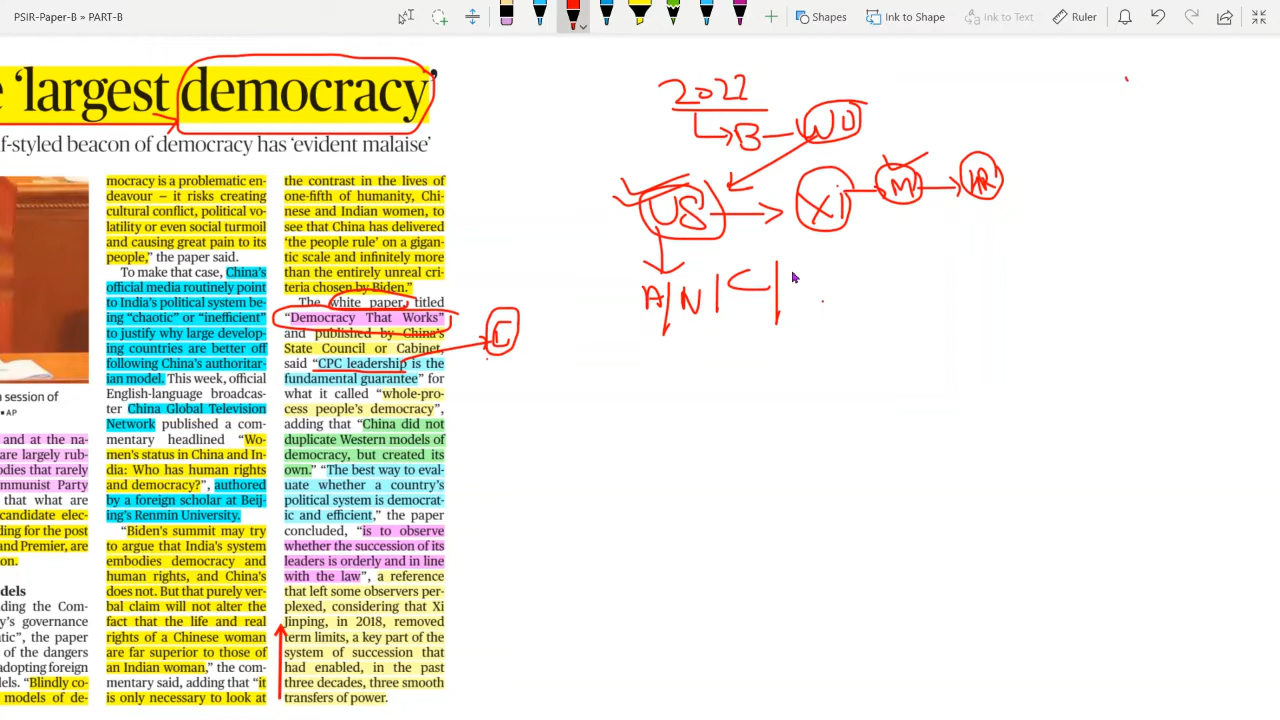 PSIR-Paper-B » PART-B
Shapes
Ink to Shape
Ink to Text
Ruler
e 'largest democracy'
lf-styled beacon of democracy has 'evident malaise'
session of
• AP
and at the na-
are largely rub-
odies that rarely
mmunist Party
that what are
candidate elec-
ding for the post
and Premier, are
on.
dels
ding the Com-
y's governance
tic", the paper
of the dangers
adopting foreign
els. "Blindly co-
models of de-
mocracy is a problematic en-
deavour – it risks creating
cultural conflict, political vo-
latility or even social turmoil
and causing great pain to its
people," the paper said.
To make that case, China's
official media routinely point
to India's political system be-
ing "chaotic" or "inefficient"
to justify why large develop-
ing countries are better off
following China's authoritar-
ian model. This week, official
English-language broadcas-
ter China Global Television
Network published a com-
mentary headlined "Wo-
men's status in China and In-
dia: Who has human rights
and democracy?", authored
by a foreign scholar at Beij-
ing's Renmin University.
"Biden's summit may try
to argue that India's system
embodies democracy and
human rights, and China's
does not. But that purely ver-
bal claim will not alter the
fact that the life and real
rights of a Chinese woman
are far superior to those of
an Indian woman," the com-
mentary said, adding that "it
is only necessary to look at
the contrast in the lives of
one-fifth of humanity, Chi-
nese and Indian women, to
see that China has delivered
'the people rule' on a gigan-
tic scale and infinitely more
than the entirely unreal cri-
teria chosen by Biden."
The white paper, titled
"Democracy That Works"
and published by China's
State Council or Cabinet,
said "CPC leadership is the
fundamental guarantee" for
what it called "whole-pro-
cess people's democracy",
adding that "China did not
duplicate Western models of
democracy, but created its
own." "The best way to eval-
uate whether a country's
political system is democrat-
ic and efficient," the paper
concluded, "is to observe
whether the succession of its
leaders is orderly and in line
with the law", a reference
that left some observers per-
plexed, considering that Xi
Jinping, in 2018, removed
term limits, a key part of the
system of succession that
had enabled, in the past
three decades, three smooth
transfers of power.
2022
B
WO
US
XI
M
HR
A|N|C|